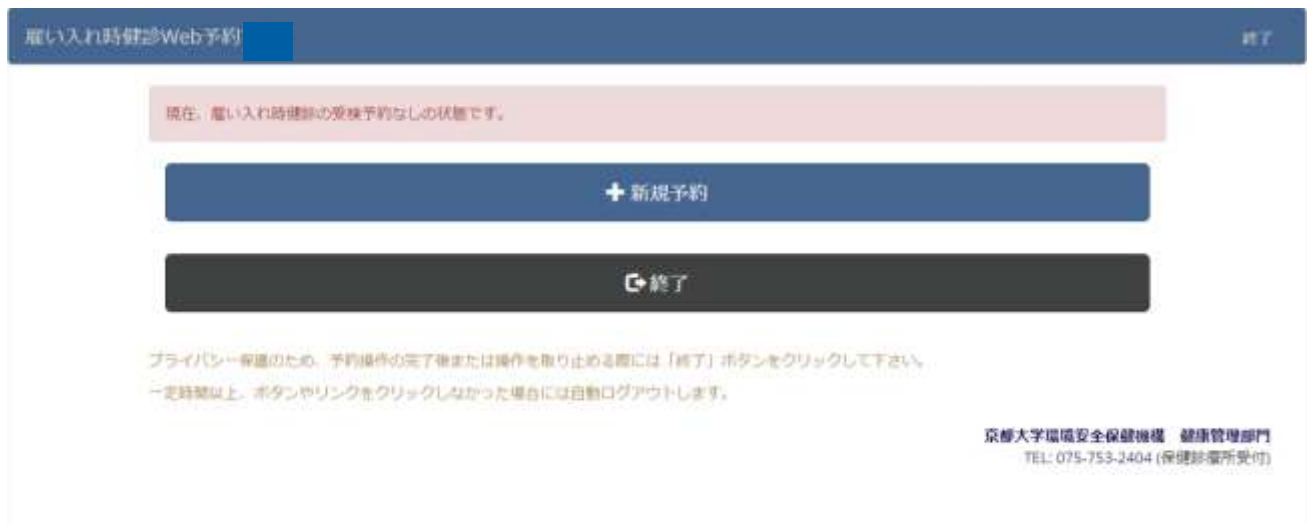 雇い入れ時健診Web予約
終了
現在、雇い入れ時健診の受検予約なしの状態です。
新規予約
終了
プライバシー保護のため、予約操作の完了後または操作を取り止める際には「終了」ボタンをクリックして下さい。
一定時間以上、ボタンやリンクをクリックしなかった場合には自動ログアウトします。
京都大学環境安全保健機構 健康管理部門
TEL: 075-753-2404 (保健診療所受付)